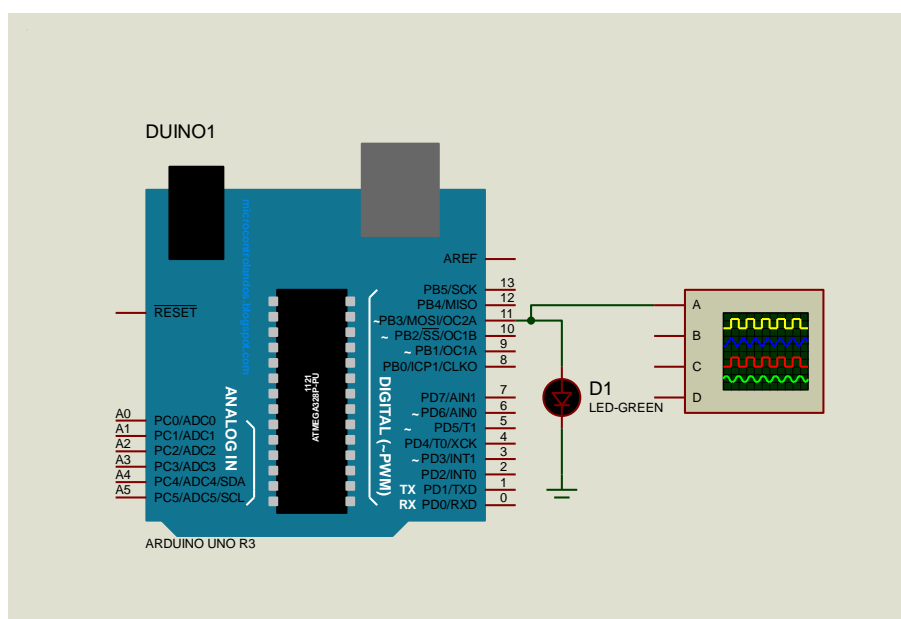 DUINO1
microcontrolandos.blogspot.com
AREF
RESET
PB5/SCK 13
PB4/MISO 12
~PB3/MOSI/OC2A 11
~ PB2/SS/OC1B 10
~ PB1/OC1A 9
PB0/ICP1/CLKO 8
PD7/AIN1 7
~PD6/AIN0 6
~ PD5/T1 5
PD4/T0/XCK 4
~PD3/INT1 3
PD2/INT0 2
TX PD1/TXD 1
RX PD0/RXD 0
DIGITAL (~PWM)
1121
ATMEGA328P-PU
ANALOG IN
A0 PC0/ADC0
A1 PC1/ADC1
A2 PC2/ADC2
A3 PC3/ADC3
A4 PC4/ADC4/SDA
A5 PC5/ADC5/SCL
ARDUINO UNO R3
D1
LED-GREEN
A
B
C
D